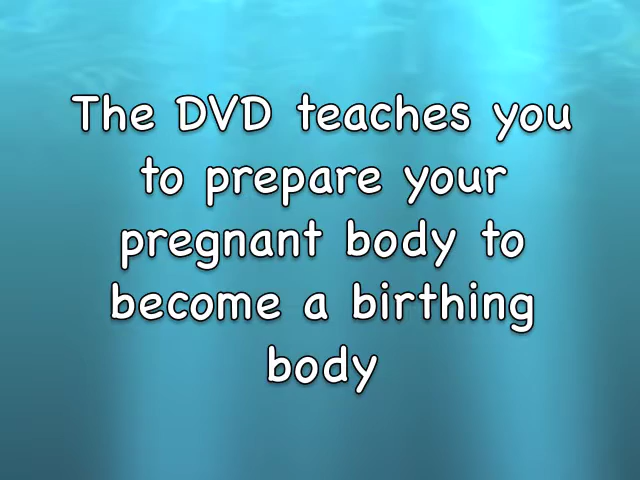 The DVD teaches you
to prepare your
pregnant body to
become a birthing
body